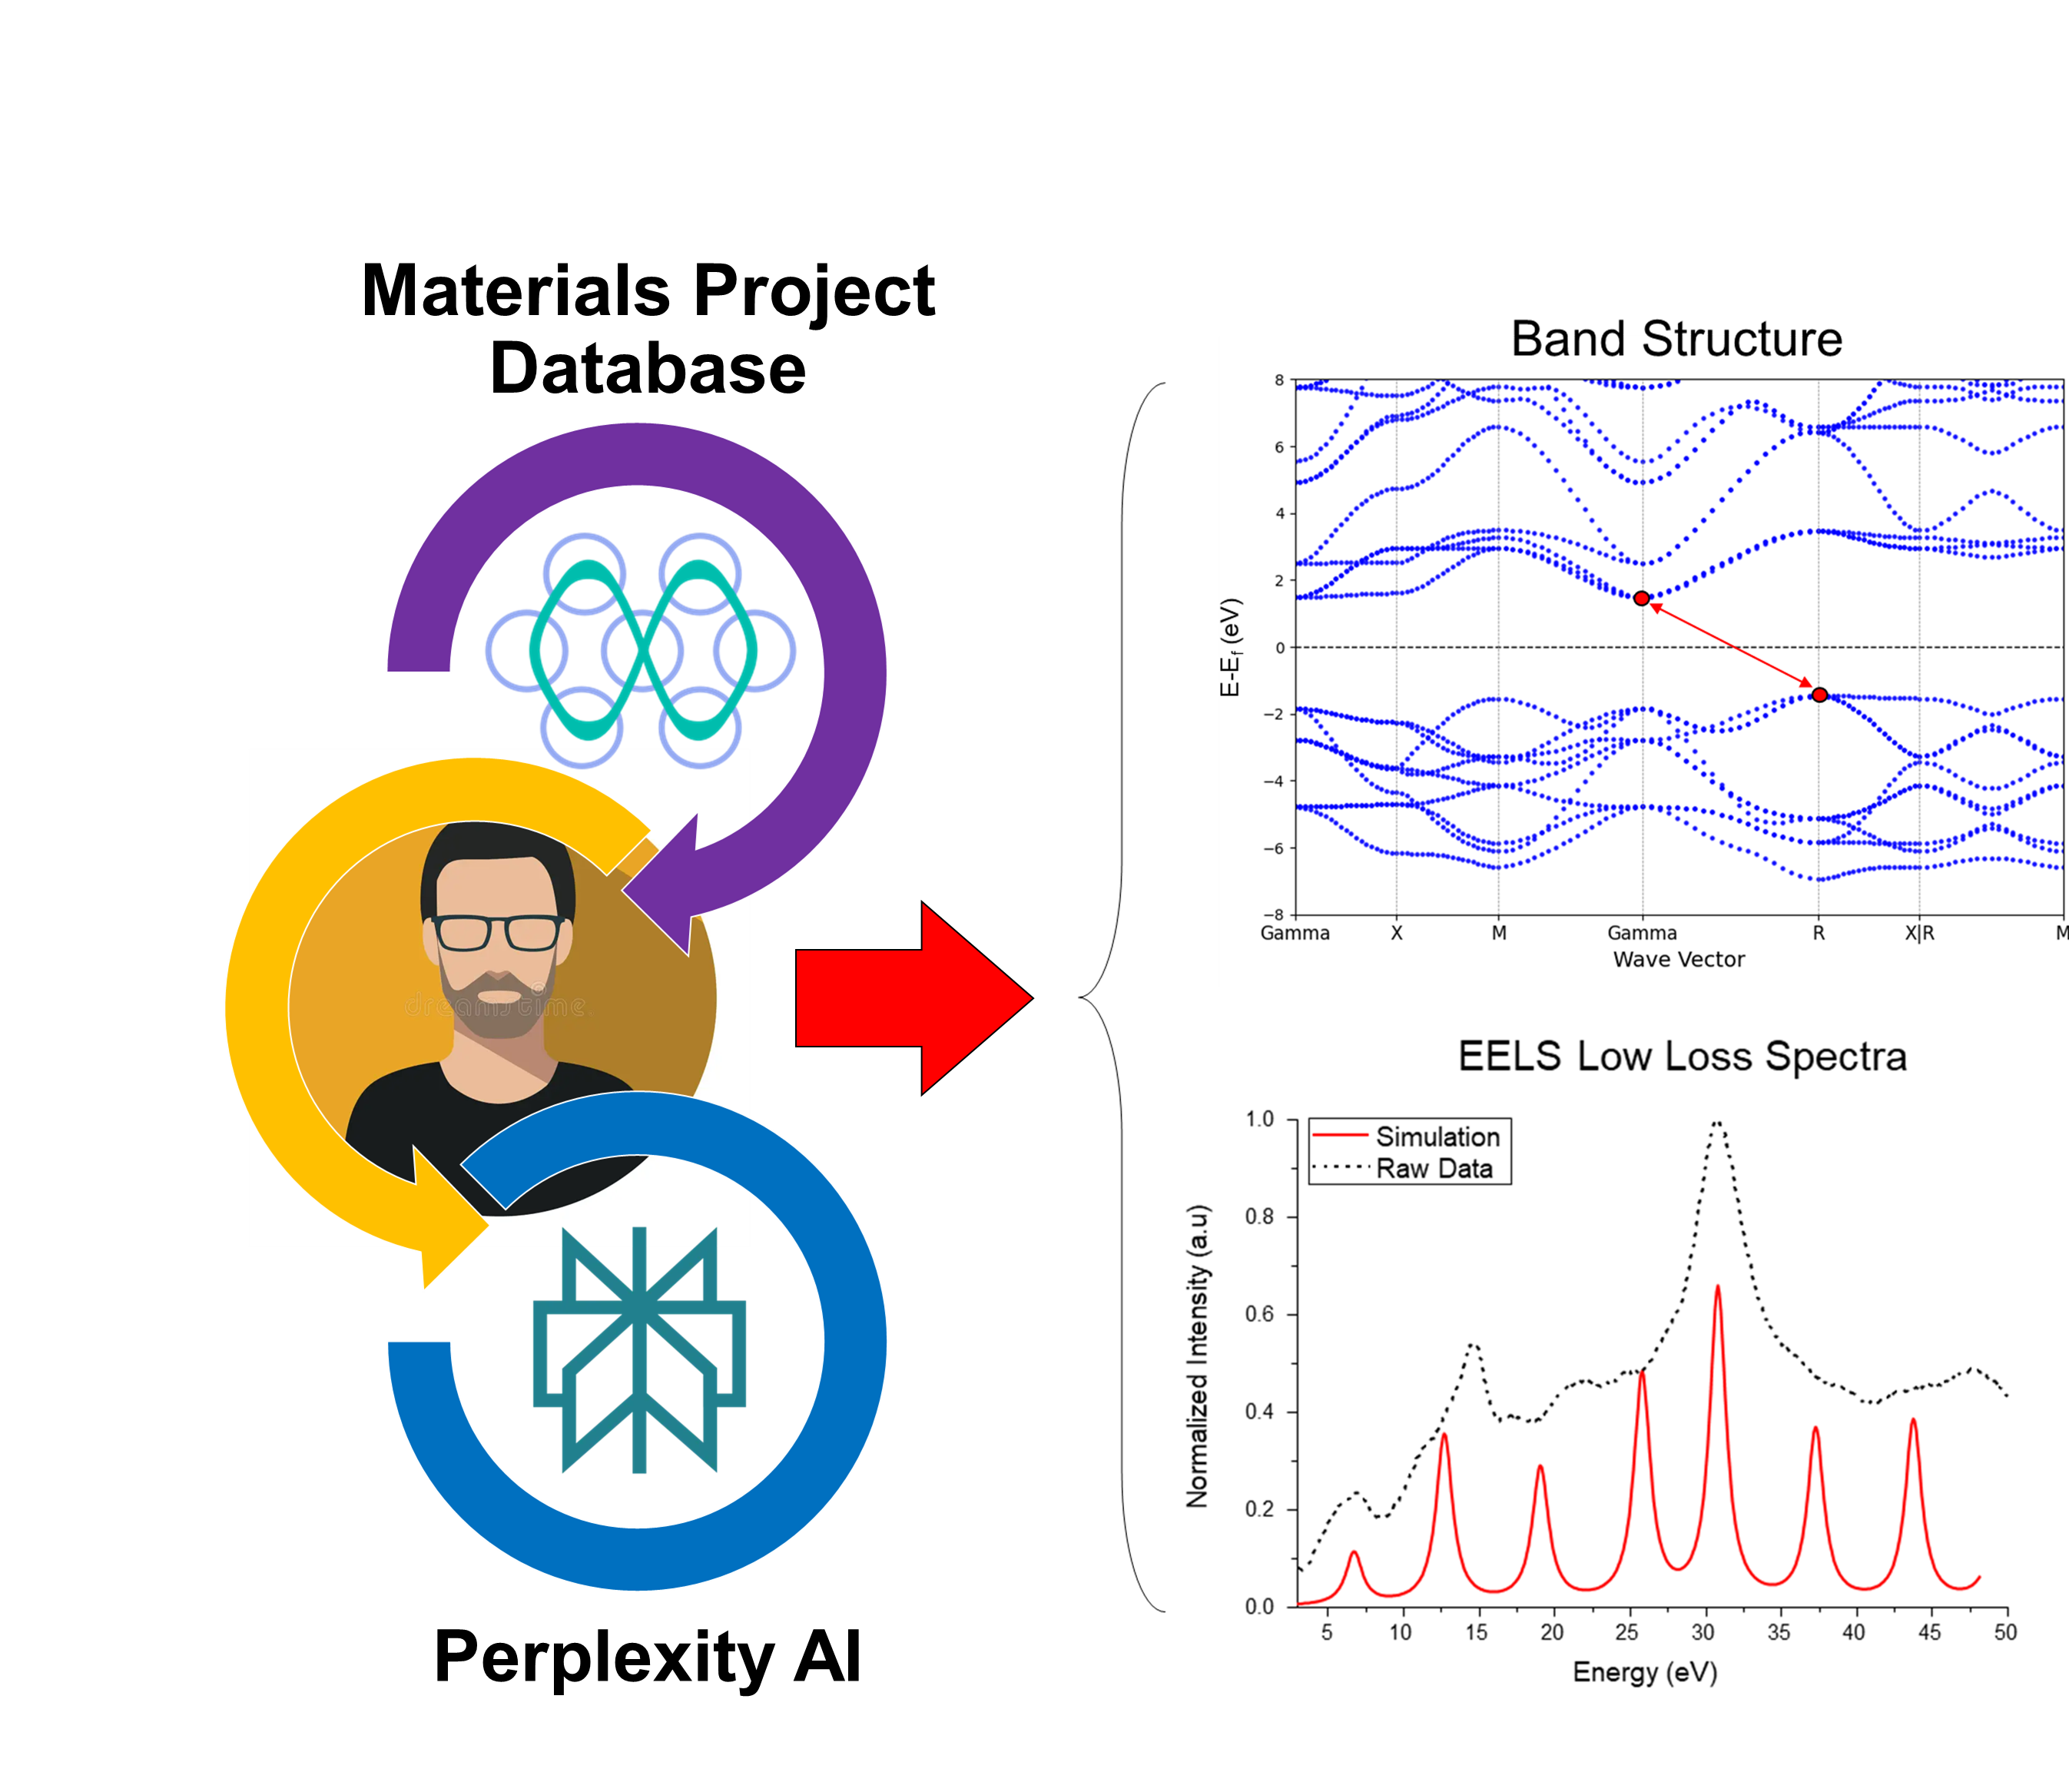 Materials Project
Database
dreamstime
Perplexity AI
Band Structure
8
6
4
2
0
−2
−4
−6
−8
E-Ef (eV)
Gamma X M Gamma R X|R M
Wave Vector
EELS Low Loss Spectra
Simulation
Raw Data
1.0
0.8
0.6
0.4
0.2
0.0
Normalized Intensity (a.u)
5 10 15 20 25 30 35 40 45 50
Energy (eV)